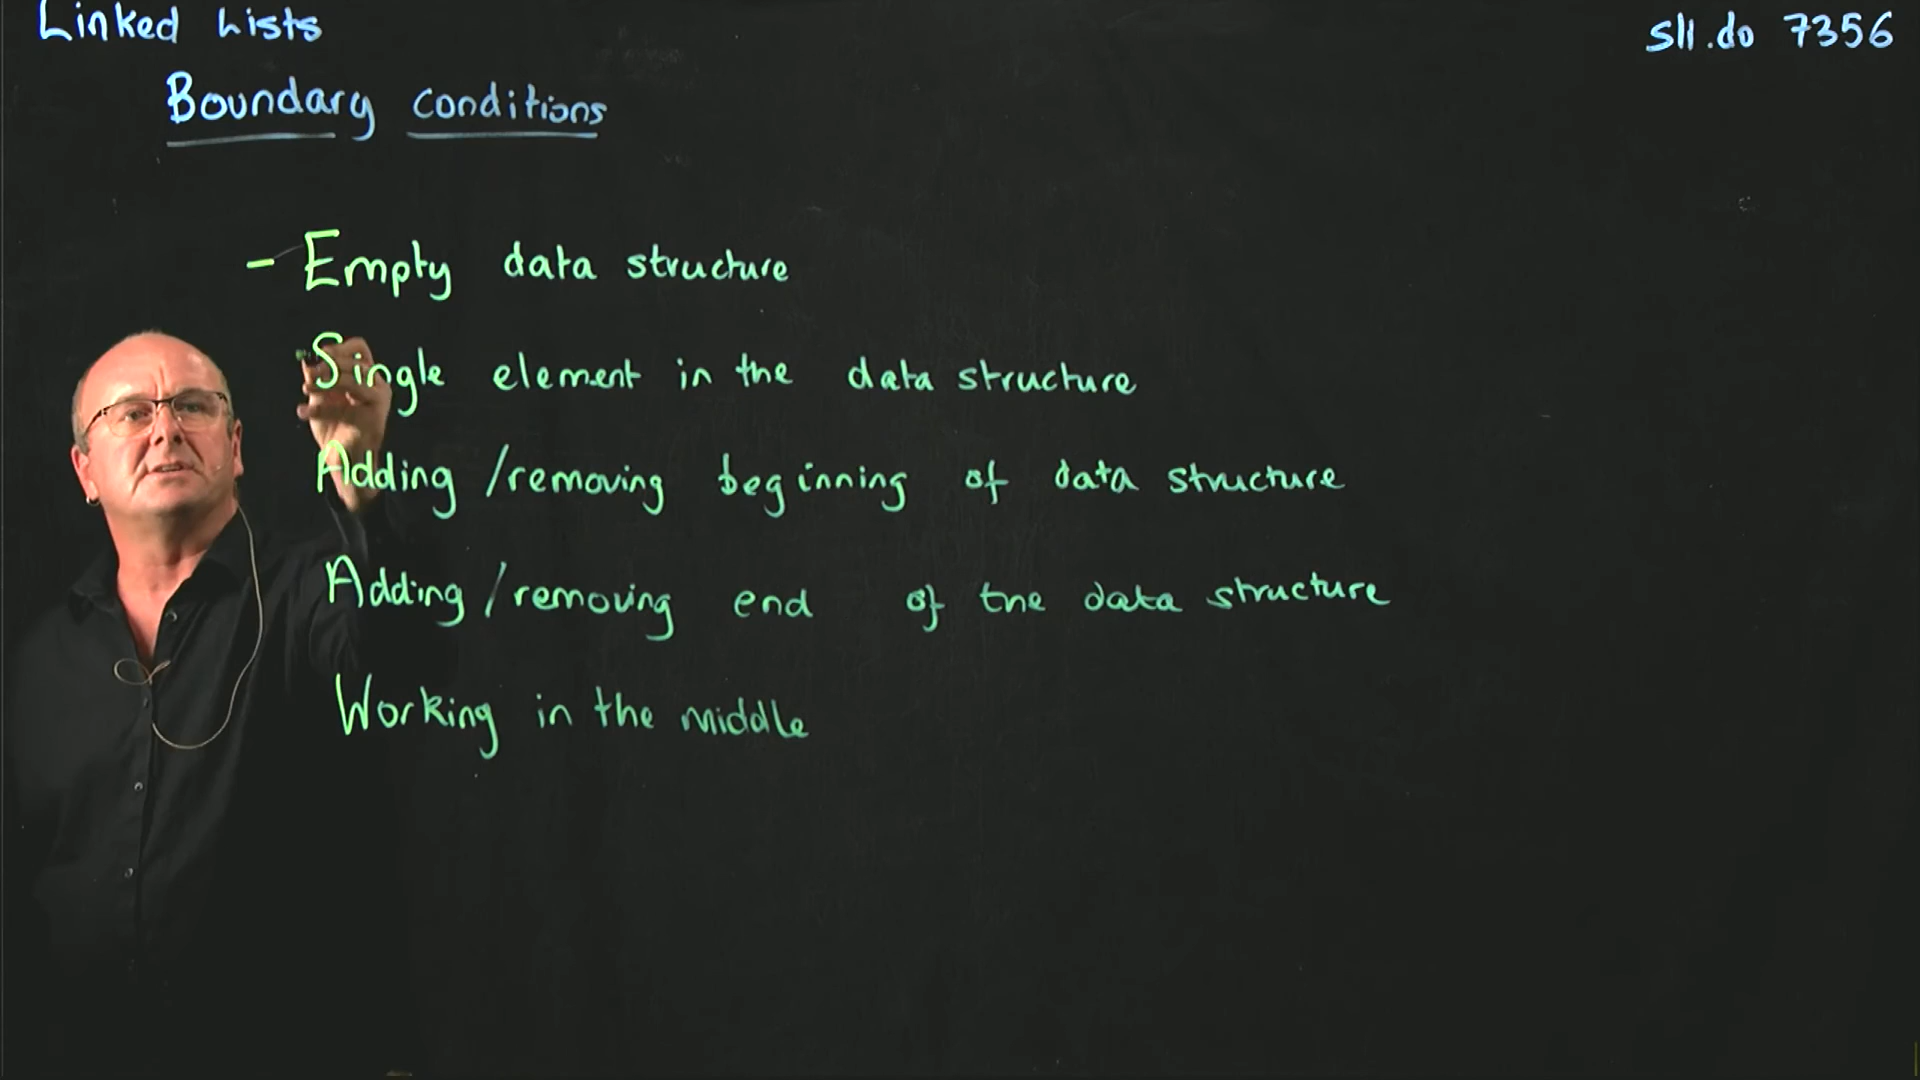 Linked Lists
sli.do 7356
Boundary conditions
- Empty data structure
Single element in the data structure
Adding /removing beginning of data structure
Adding /removing end of the data structure
Working in the middle